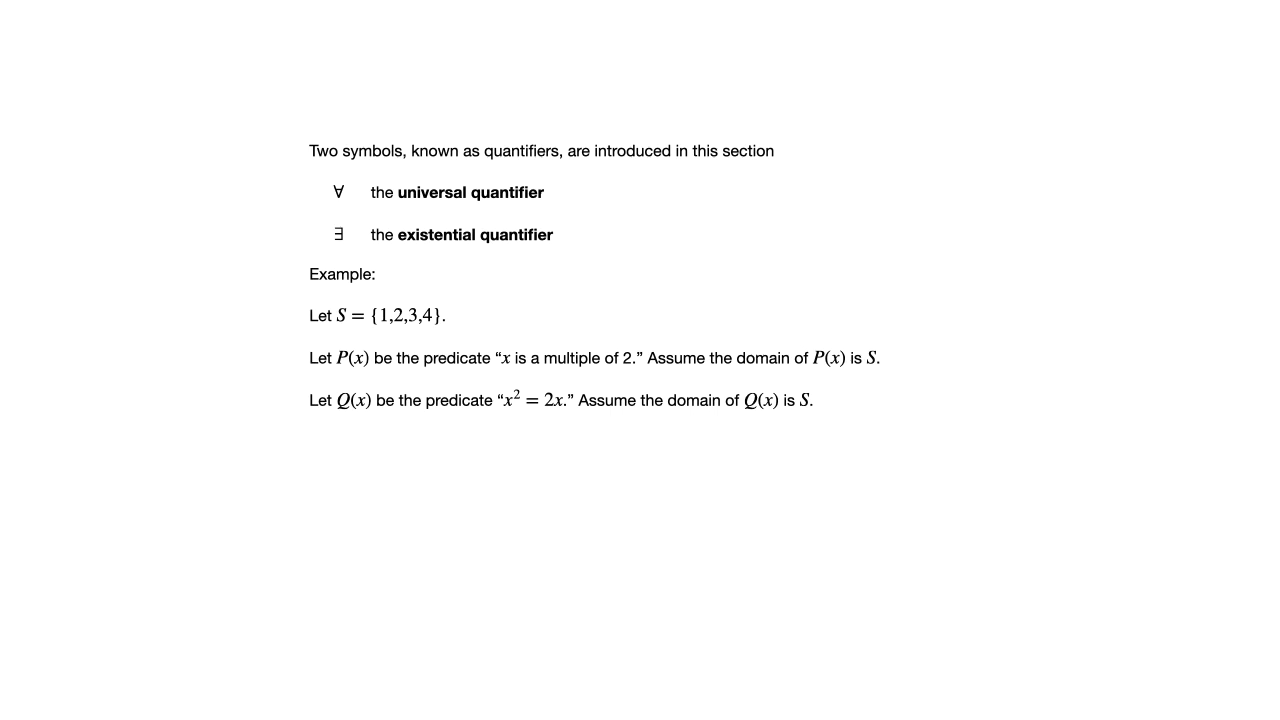 Two symbols, known as quantifiers, are introduced in this section
∀ the universal quantifier
∃ the existential quantifier
Example:
Let S = {1,2,3,4}.
Let P(x) be the predicate “x is a multiple of 2.” Assume the domain of P(x) is S.
Let Q(x) be the predicate “x² = 2x.” Assume the domain of Q(x) is S.